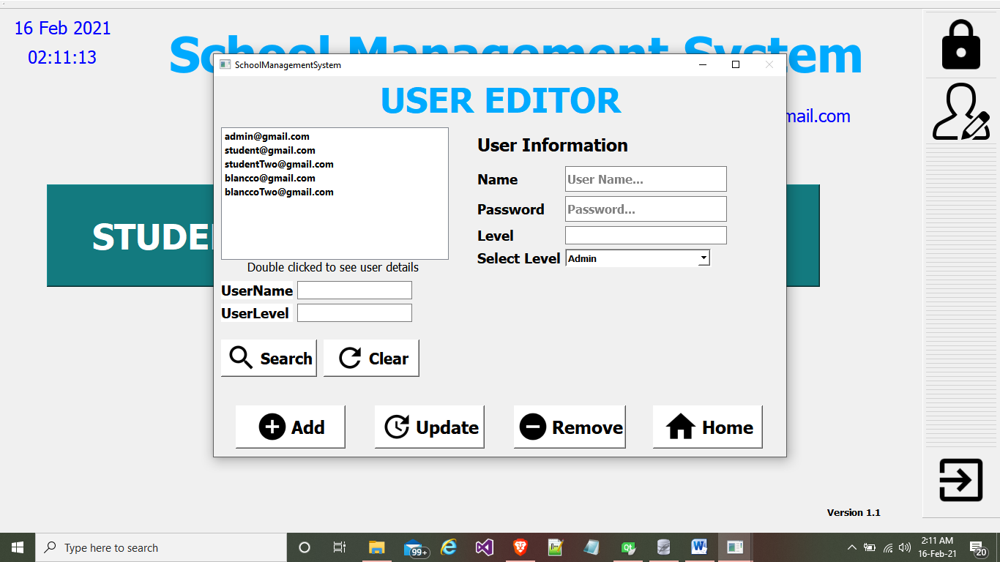 16 Feb 2021
02:11:13
School Management System
SchoolManagementSystem
USER EDITOR
mail.com
admin@gmail.com
student@gmail.com
studentTwo@gmail.com
blancco@gmail.com
blanccoTwo@gmail.com
Double clicked to see user details
UserName
UserLevel
Search
Clear
User Information
Name
User Name...
Password
Password...
Level
Select Level
Admin
STUDE
Add
Update
Remove
Home
Version 1.1
Type here to search
99+
2:11 AM
16-Feb-21
20